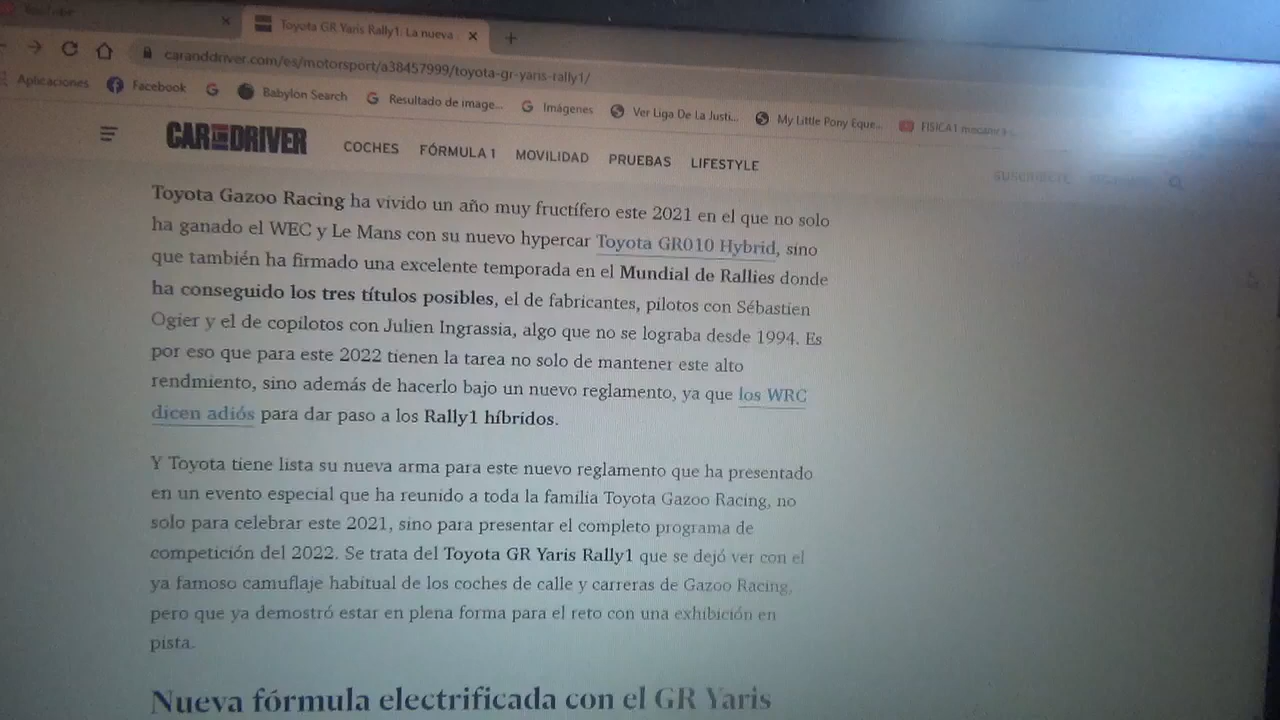 YouTube
Toyota GR Yaris Rally1: La nueva
caranddriver.com/es/motorsport/a38457999/toyota-gr-yaris-rally1/
Aplicaciones Facebook Babylon Search Resultado de image... Imágenes Ver Liga De La Justi... My Little Pony Eque... FISICA1
CAR AND DRIVER COCHES FÓRMULA 1 MOVILIDAD PRUEBAS LIFESTYLE SUSCRÍBETE
Toyota Gazoo Racing ha vivido un año muy fructífero este 2021 en el que no solo
ha ganado el WEC y Le Mans con su nuevo hypercar Toyota GR010 Hybrid, sino
que también ha firmado una excelente temporada en el Mundial de Rallies donde
ha conseguido los tres títulos posibles, el de fabricantes, pilotos con Sébastien
Ogier y el de copilotos con Julien Ingrassia, algo que no se lograba desde 1994. Es
por eso que para este 2022 tienen la tarea no solo de mantener este alto
rendmiento, sino además de hacerlo bajo un nuevo reglamento, ya que los WRC
dicen adiós para dar paso a los Rally1 híbridos.
Y Toyota tiene lista su nueva arma para este nuevo reglamento que ha presentado
en un evento especial que ha reunido a toda la familia Toyota Gazoo Racing, no
solo para celebrar este 2021, sino para presentar el completo programa de
competición del 2022. Se trata del Toyota GR Yaris Rally1 que se dejó ver con el
ya famoso camuflaje habitual de los coches de calle y carreras de Gazoo Racing,
pero que ya demostró estar en plena forma para el reto con una exhibición en
pista.
Nueva fórmula electrificada con el GR Yaris